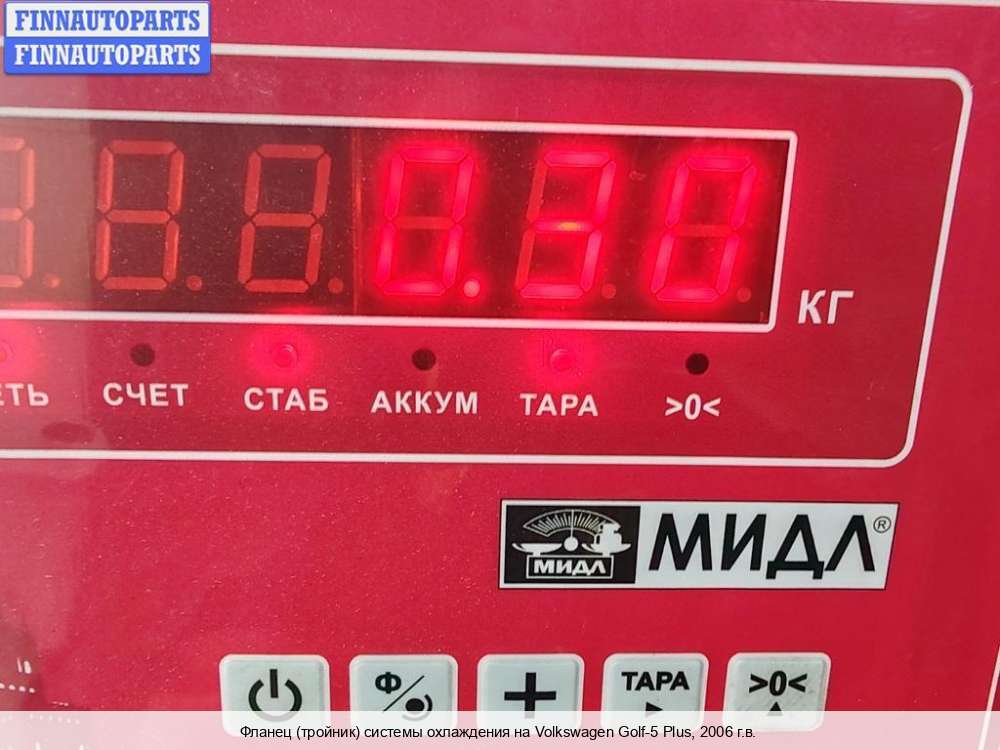 FINNAUTOPARTS
FINNAUTOPARTS
0.30
КГ
СЧЕТ СТАБ АККУМ ТАРА >0<
МИДЛ МИДЛ®
Ф ТАРА >0<
Фланец (тройник) системы охлаждения на Volkswagen Golf-5 Plus, 2006 г.в.